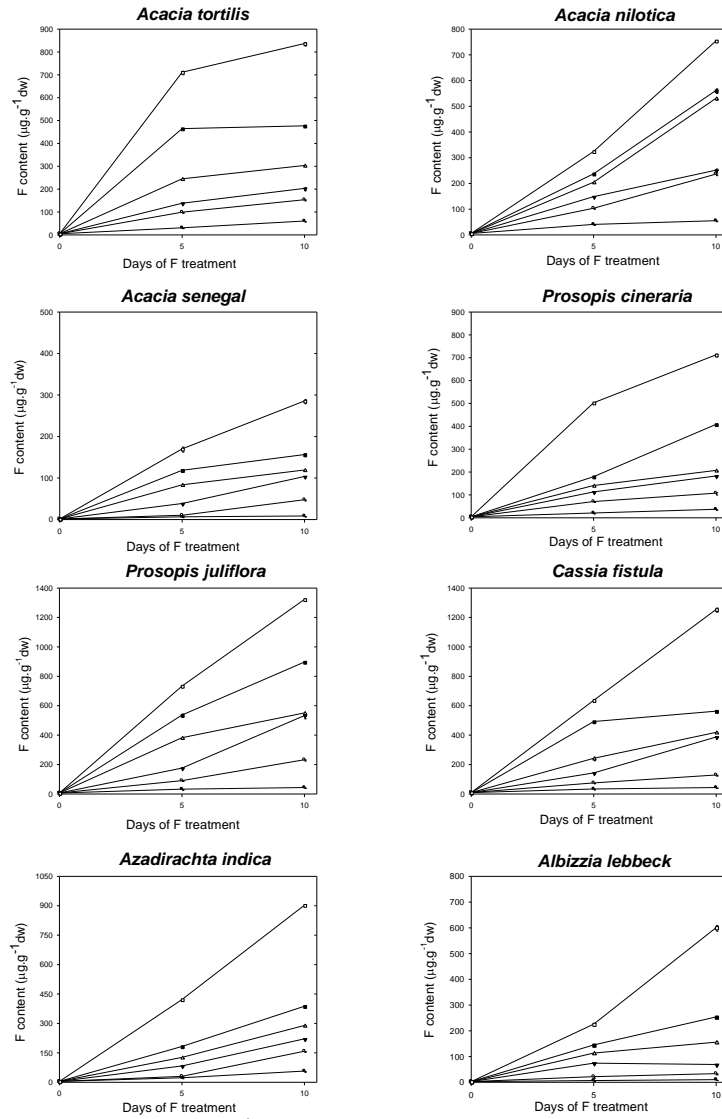 Acacia tortilis
F content (µg.g⁻¹dw)
900
800
700
600
500
400
300
200
100
0
0 5 10
Days of F treatment
Acacia nilotica
F content (µg.g⁻¹dw)
800
700
600
500
400
300
200
100
0
0 5 10
Days of F treatment
Acacia senegal
F content (µg.g⁻¹dw)
500
400
300
200
100
0
0 5 10
Days of F treatment
Prosopis cineraria
F content (µg.g⁻¹dw)
900
800
700
600
500
400
300
200
100
0
0 5 10
Days of F treatment
Prosopis juliflora
F content (µg.g⁻¹dw)
1400
1200
1000
800
600
400
200
0
0 5 10
Days of F treatment
Cassia fistula
F content (µg.g⁻¹dw)
1400
1200
1000
800
600
400
200
0
0 5 10
Days of F treatment
Azadirachta indica
F content (µg.g⁻¹dw)
1050
900
750
600
450
300
150
0
0 5 10
Days of F treatment
Albizzia lebbeck
F content (µg.g⁻¹dw)
800
700
600
500
400
300
200
100
0
0 5 10
Days of F treatment